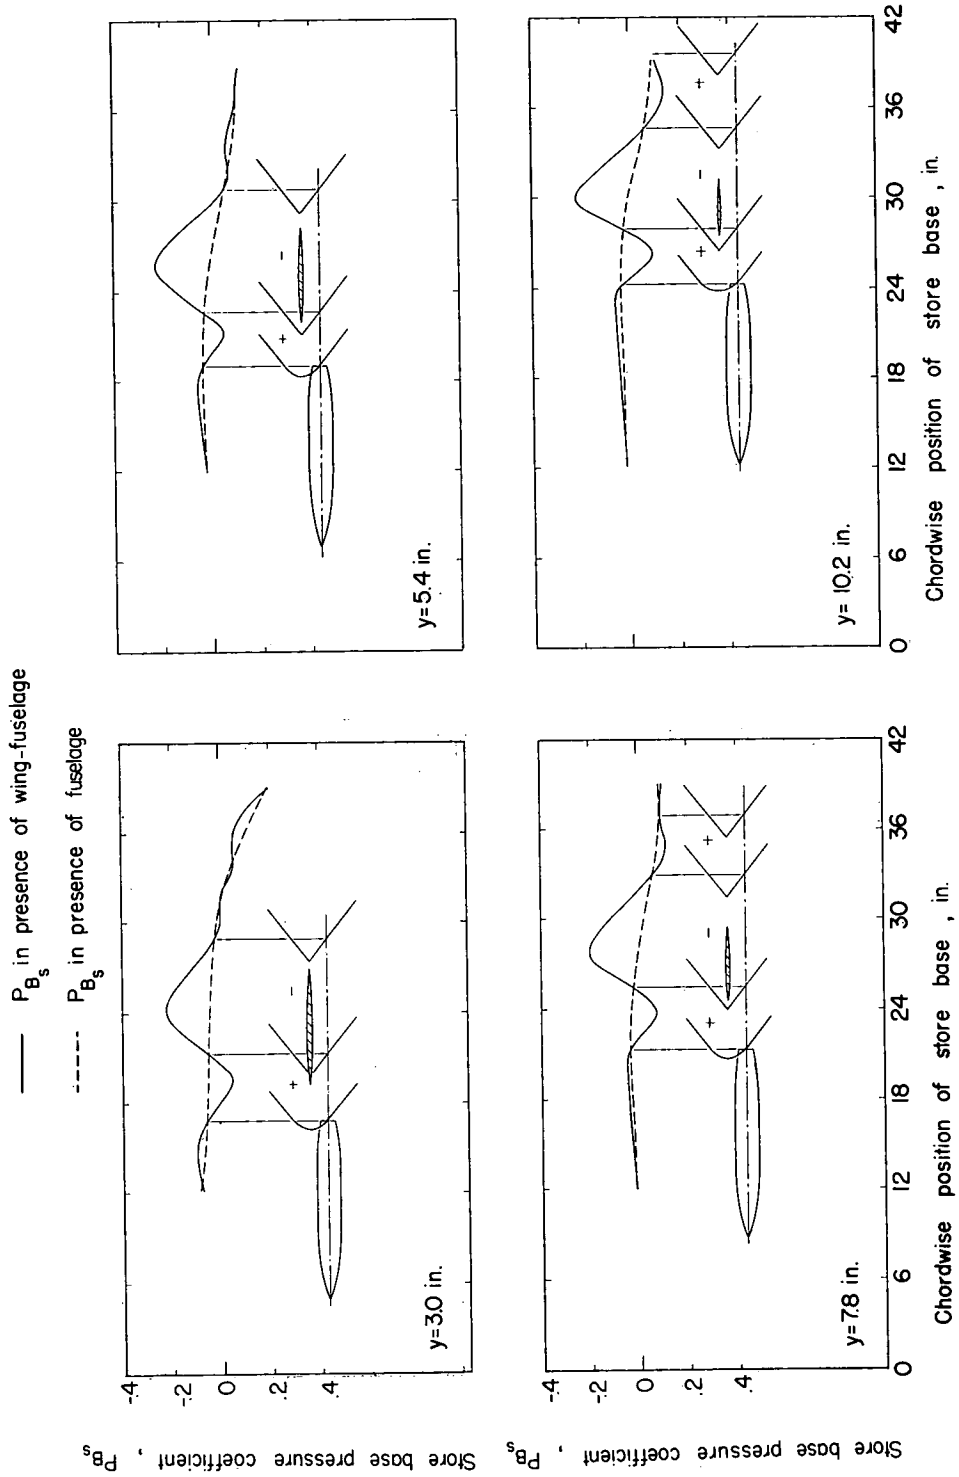 P_Bs in presence of wing-fuselage
P_Bs in presence of fuselage
Store base pressure
coefficient, P_Bs
-.4
-.2
0
.2
.4
+
−
y=3.0 in.
+
−
y=5.4 in.
Store base pressure
coefficient, P_Bs
-.4
-.2
0
.2
.4
+
−
+
y=7.8 in.
+
−
+
y=10.2 in.
0 6 12 18 24 30 36 42
0 6 12 18 24 30 36 42
Chordwise position of store base, in.
Chordwise position of store base, in.